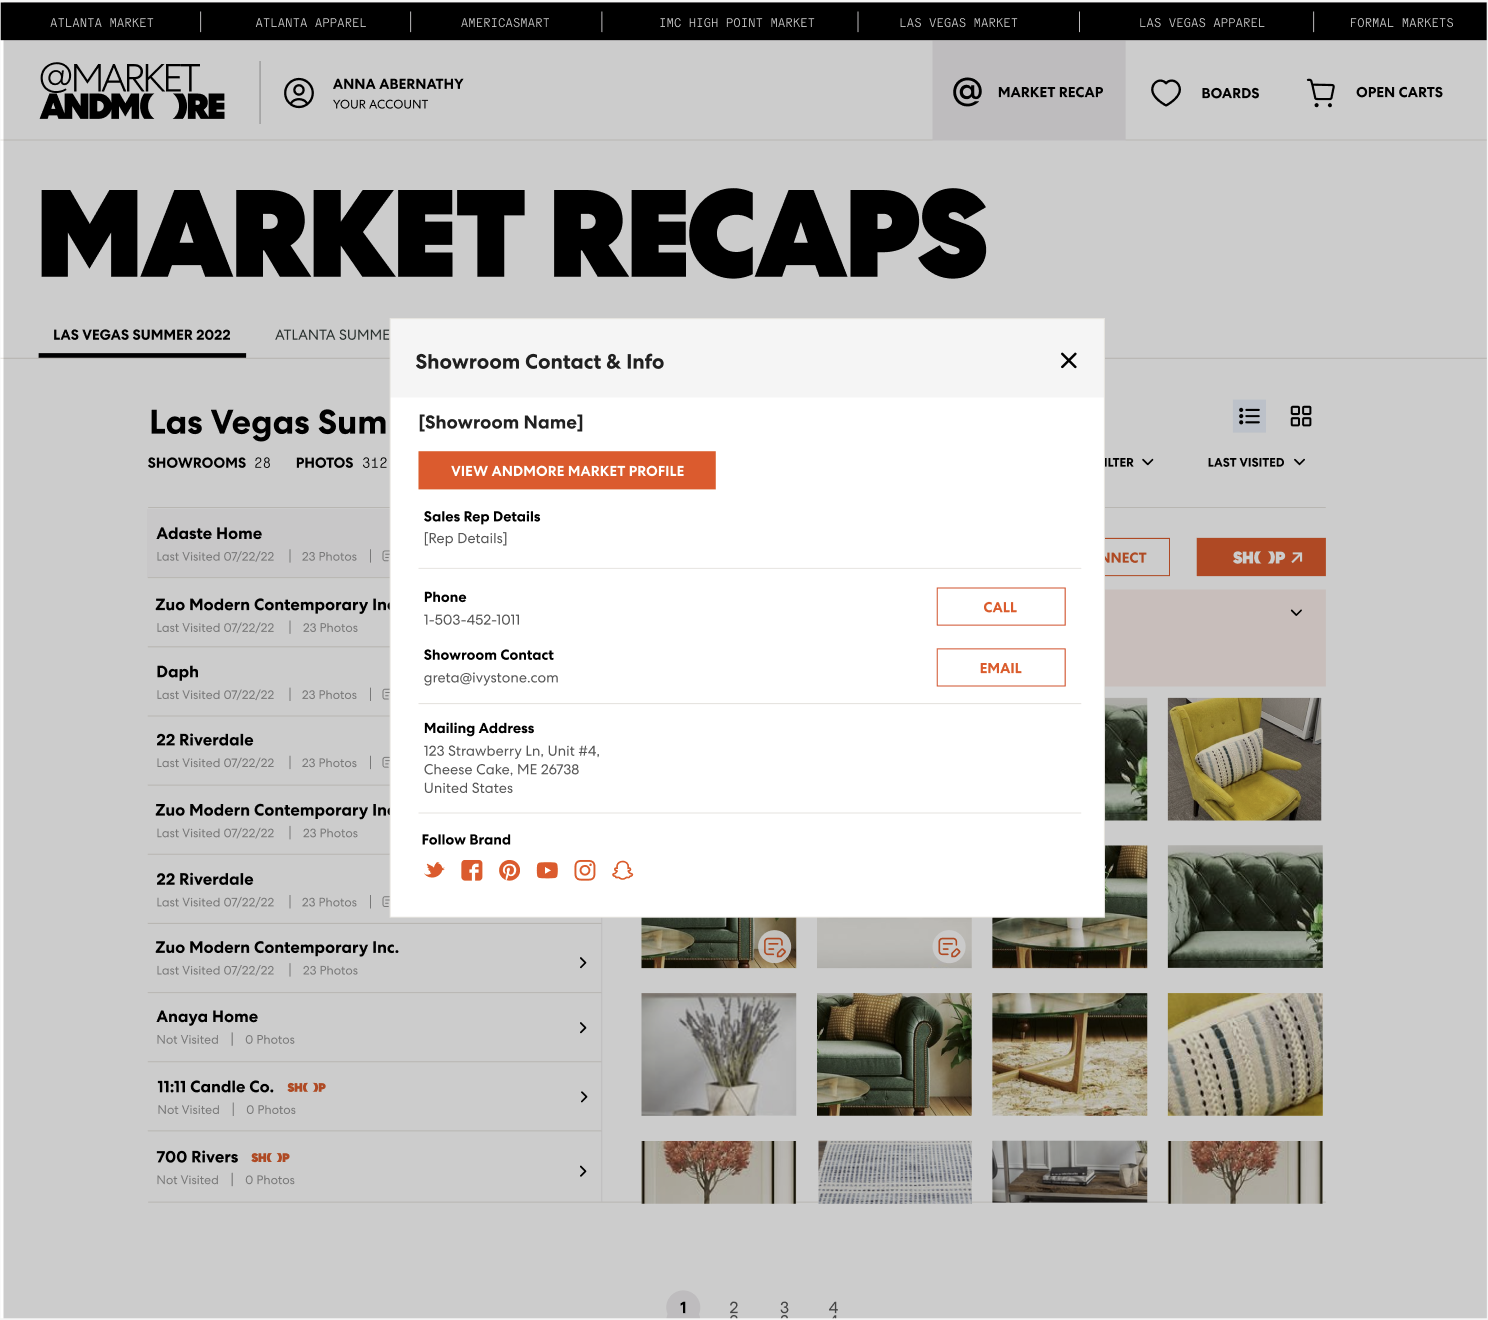 ATLANTA MARKET
ATLANTA APPAREL
AMERICASMART
IMC HIGH POINT MARKET
LAS VEGAS MARKET
LAS VEGAS APPAREL
FORMAL MARKETS
@MARKET
ANDMORE
ANNA ABERNATHY
YOUR ACCOUNT
@ MARKET RECAP
BOARDS
OPEN CARTS
MARKET RECAPS
LAS VEGAS SUMMER 2022
ATLANTA SUMME
Las Vegas Sum
SHOWROOMS 28
PHOTOS 312
ILTER
LAST VISITED
Adaste Home
Last Visited 07/22/22 | 23 Photos |
Zuo Modern Contemporary Inc
Last Visited 07/22/22 | 23 Photos
Daph
Last Visited 07/22/22 | 23 Photos |
22 Riverdale
Last Visited 07/22/22 | 23 Photos |
Zuo Modern Contemporary Inc
Last Visited 07/22/22 | 23 Photos
22 Riverdale
Last Visited 07/22/22 | 23 Photos |
Zuo Modern Contemporary Inc.
Last Visited 07/22/22 | 23 Photos
Anaya Home
Not Visited | 0 Photos
11:11 Candle Co. SH( )P
Not Visited | 0 Photos
700 Rivers SH( )P
Not Visited | 0 Photos
NNECT
SH( )P
Showroom Contact & Info
[Showroom Name]
VIEW ANDMORE MARKET PROFILE
Sales Rep Details
[Rep Details]
Phone
1-503-452-1011
CALL
Showroom Contact
greta@ivystone.com
EMAIL
Mailing Address
123 Strawberry Ln, Unit #4,
Cheese Cake, ME 26738
United States
Follow Brand
1 2 3 4